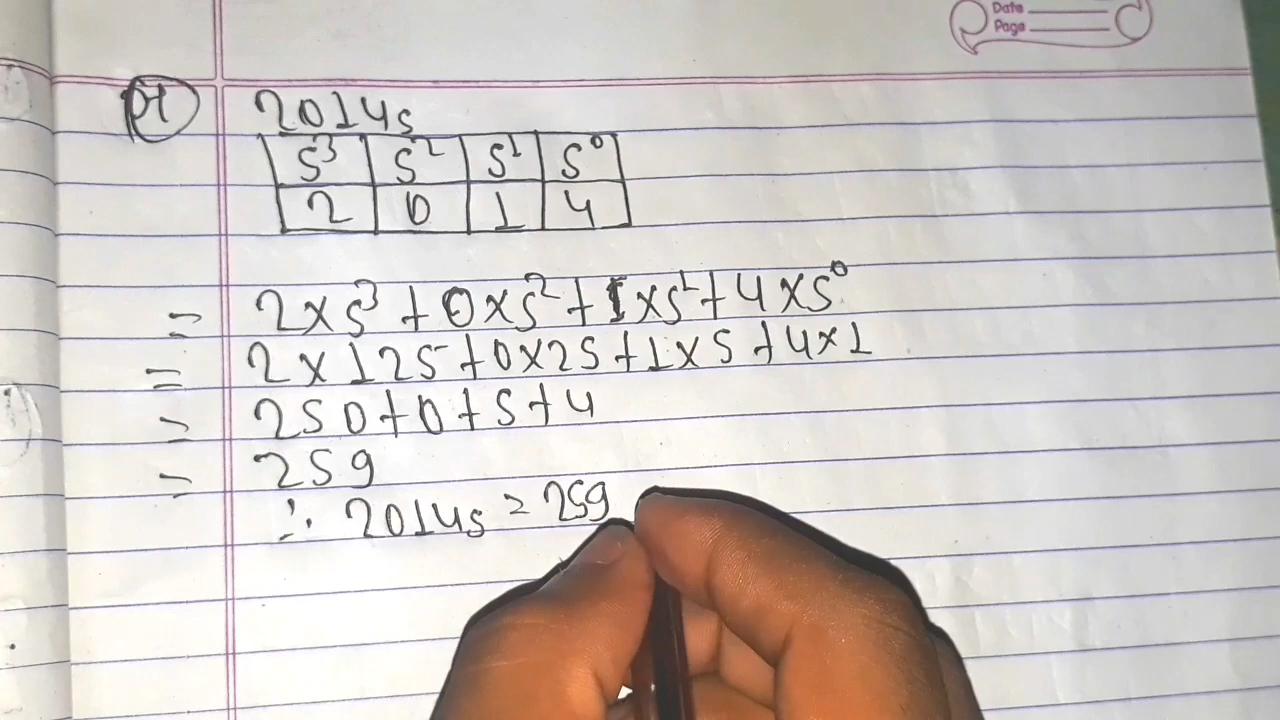 Date
Page
2014₅
5³ 5² 5¹ 5⁰
2 0 1 4
= 2×5³ + 0×5² + 1×5¹ + 4×5⁰
= 2×125 + 0×25 + 1×5 + 4×1
= 250 + 0 + 5 + 4
= 259
∴ 2014₅ = 259